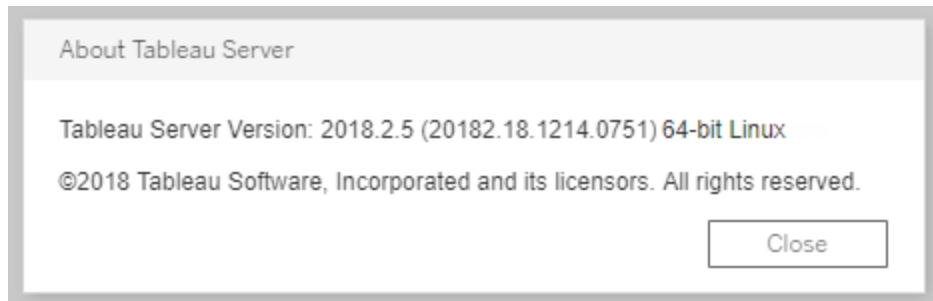 About Tableau Server
Tableau Server Version: 2018.2.5 (20182.18.1214.0751) 64-bit Linux
©2018 Tableau Software, Incorporated and its licensors. All rights reserved.
Close